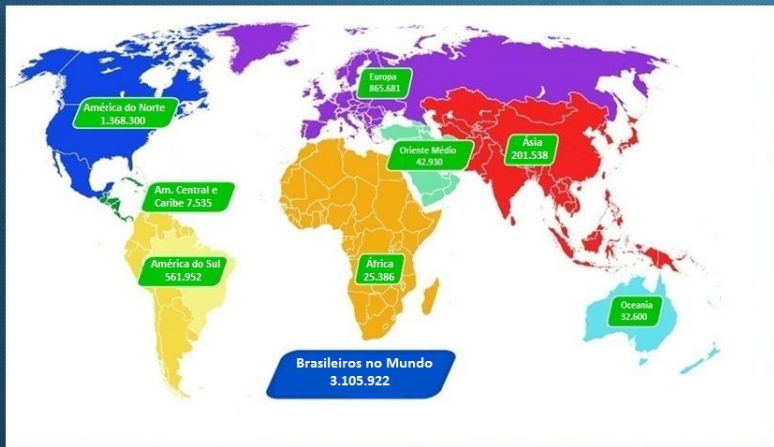 Europa
865.681
América do Norte
1.368.300
Oriente Médio
42.930
Ásia
201.538
Am. Central e
Caribe 7.535
América do Sul
561.952
África
25.386
Oceania
32.600
Brasileiros no Mundo
3.105.922